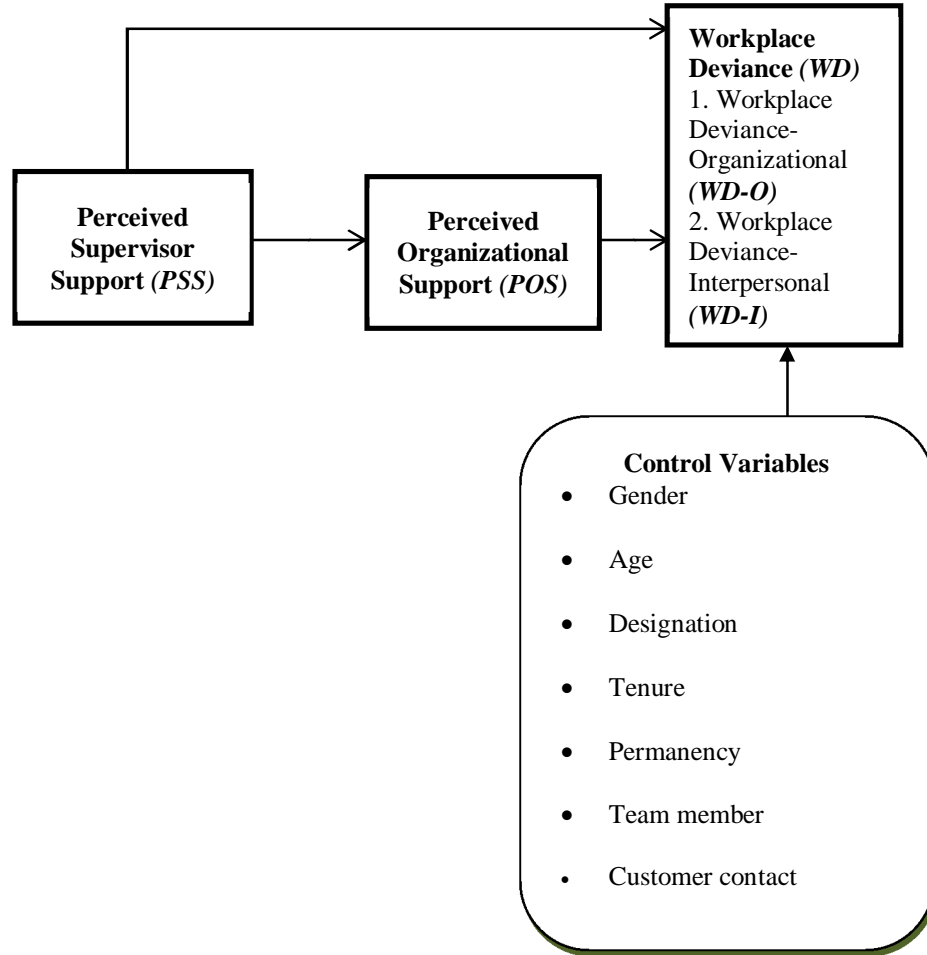 Perceived
Supervisor
Support (PSS)
Perceived
Organizational
Support (POS)
Workplace
Deviance (WD)
1. Workplace
Deviance-
Organizational
(WD-O)
2. Workplace
Deviance-
Interpersonal
(WD-I)
Control Variables
• Gender
• Age
• Designation
• Tenure
• Permanency
• Team member
• Customer contact